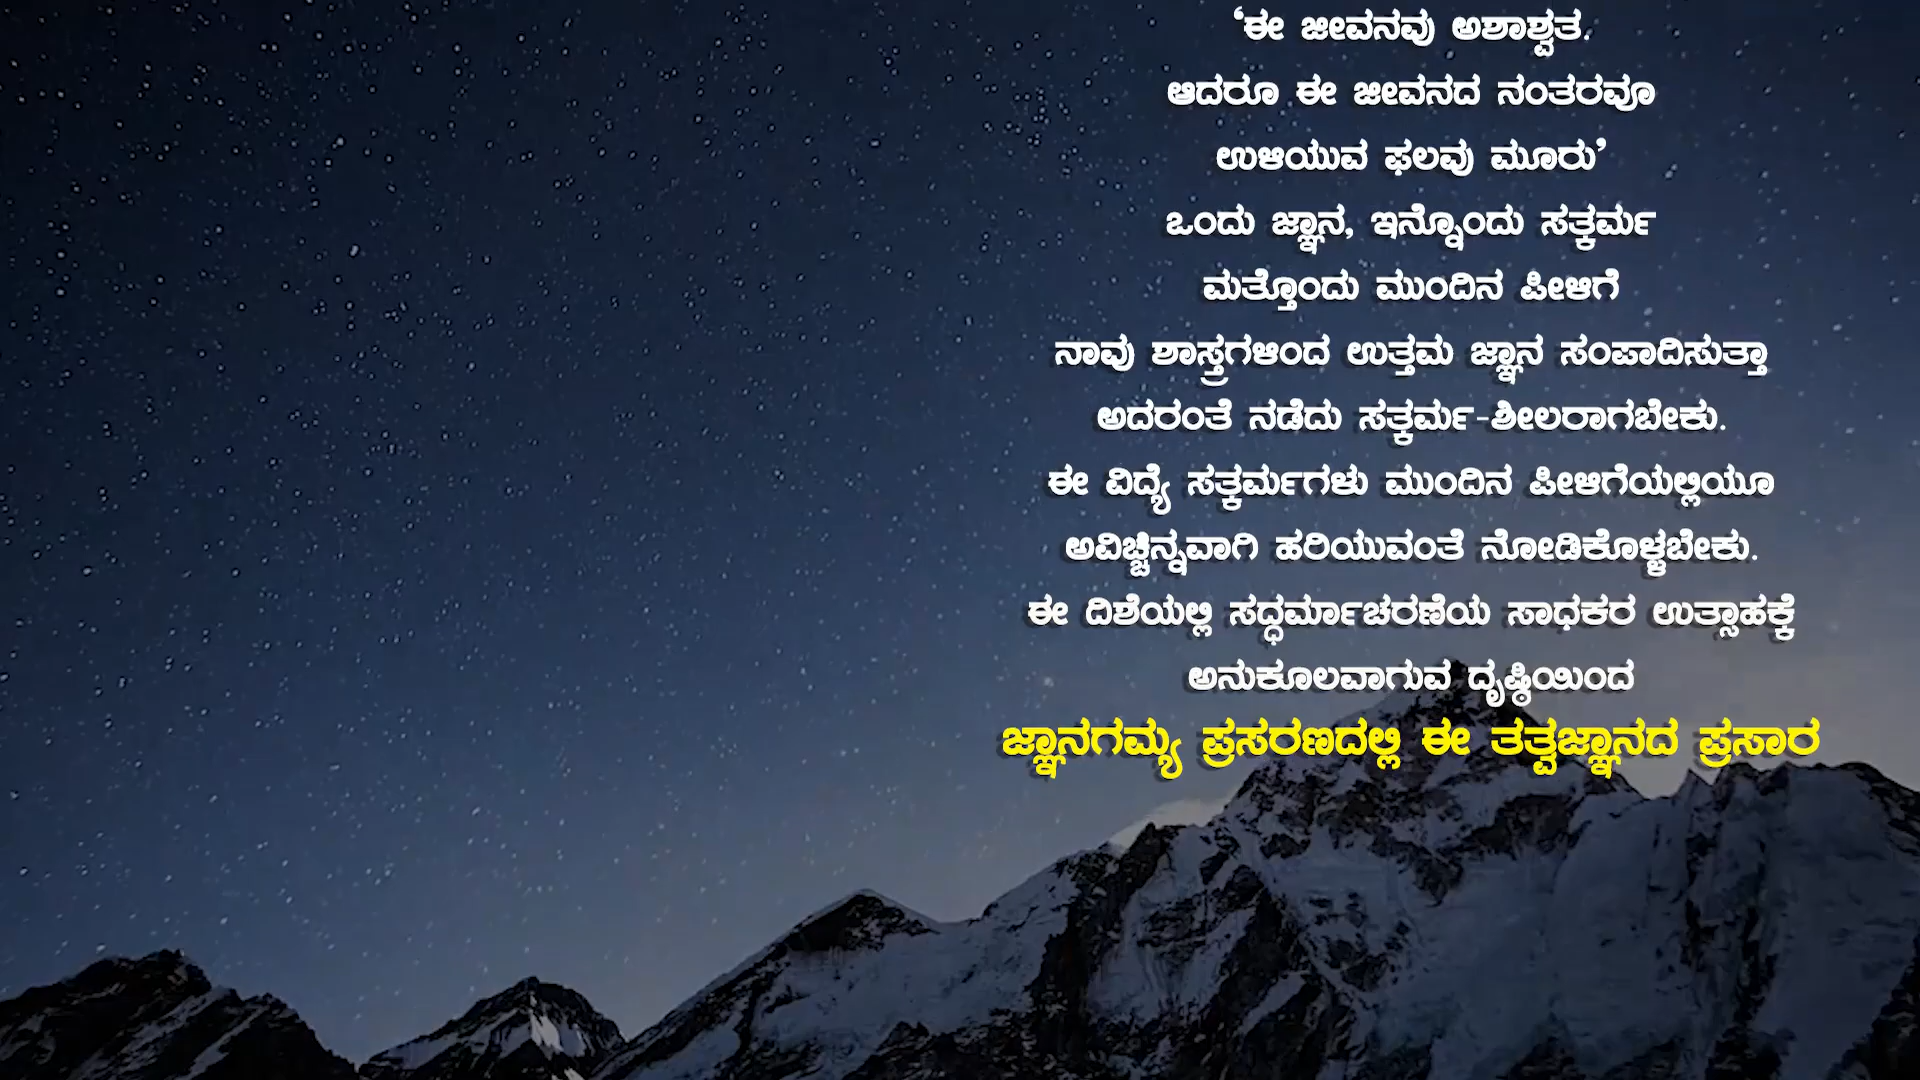 ‘ಈ ಜೀವನವು ಅಶಾಶ್ವತ.
ಆದರೂ ಈ ಜೀವನದ ನಂತರವೂ
ಉಳಿಯುವ ಫಲವು ಮೂರು’
ಒಂದು ಜ್ಞಾನ, ಇನ್ನೊಂದು ಸತ್ಕರ್ಮ
ಮತ್ತೊಂದು ಮುಂದಿನ ಪೀಳಿಗೆ
ನಾವು ಶಾಸ್ತ್ರಗಳಿಂದ ಉತ್ತಮ ಜ್ಞಾನ ಸಂಪಾದಿಸುತ್ತಾ
ಅದರಂತೆ ನಡೆದು ಸತ್ಕರ್ಮ-ಶೀಲರಾಗಬೇಕು.
ಈ ವಿದ್ಯೆ ಸತ್ಕರ್ಮಗಳು ಮುಂದಿನ ಪೀಳಿಗೆಯಲ್ಲಿಯೂ
ಅವಿಚ್ಛಿನ್ನವಾಗಿ ಹರಿಯುವಂತೆ ನೋಡಿಕೊಳ್ಳಬೇಕು.
ಈ ದಿಶೆಯಲ್ಲಿ ಸದ್ಧರ್ಮಾಚರಣೆಯ ಸಾಧಕರ ಉತ್ಸಾಹಕ್ಕೆ
ಅನುಕೂಲವಾಗುವ ದೃಷ್ಠಿಯಿಂದ
ಜ್ಞಾನಗಮ್ಯ ಪ್ರಸರಣದಲ್ಲಿ ಈ ತತ್ವಜ್ಞಾನದ ಪ್ರಸಾರ